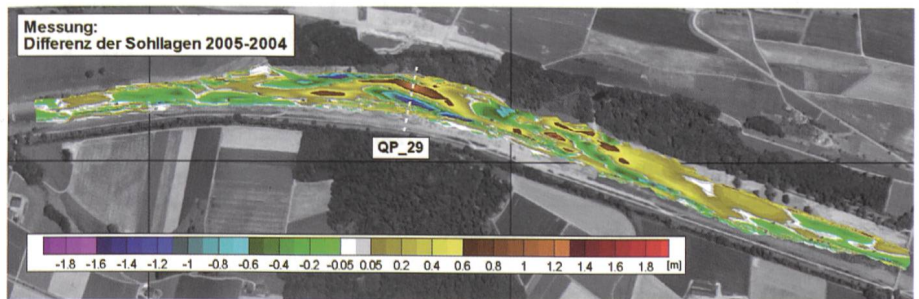 Messung:
Differenz der Sohllagen 2005-2004
QP_29
-1.8 -1.6 -1.4 -1.2 -1 -0.8 -0.6 -0.4 -0.2 -0.05 0.05 0.2 0.4 0.6 0.8 1 1.2 1.4 1.6 1.8 [m]